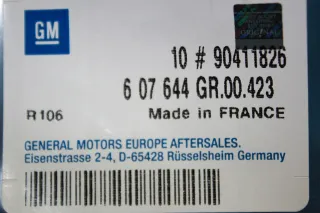 GM
10 # 90411826
6 07 644 GR.00.423
R106
Made in FRANCE
GENERAL MOTORS EUROPE AFTERSALES.
Eisenstrasse 2-4, D-65428 Rüsselsheim Germany